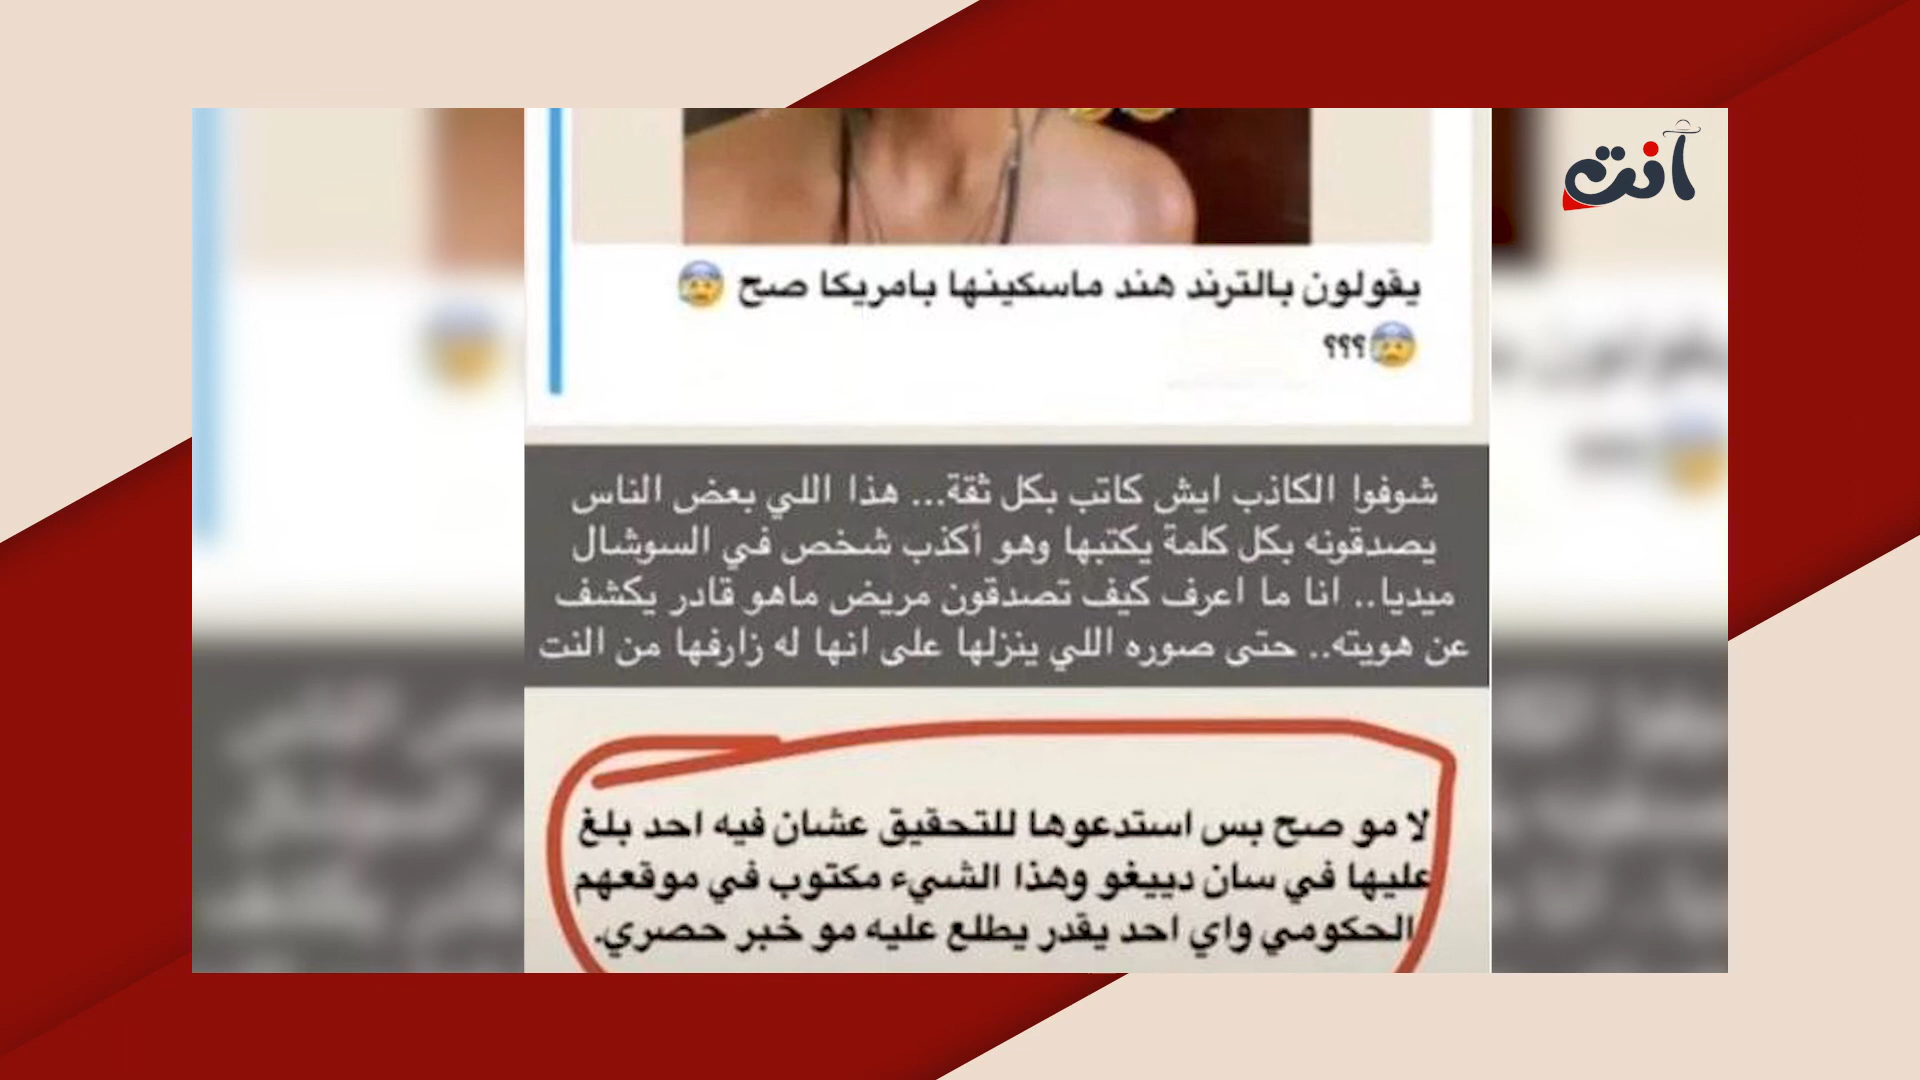 أنت
يقولون بالترند هند ماسكينها بامريكا صح 😰
😰؟؟؟
شوفوا الكاذب ايش كاتب بكل ثقة... هذا اللي بعض الناس
يصدقونه بكل كلمة يكتبها وهو أكذب شخص في السوشال
ميديا.. انا ما اعرف كيف تصدقون مريض ماهو قادر يكشف
عن هويته.. حتى صوره اللي ينزلها على انها له زارفها من النت
لا مو صح بس استدعوها للتحقيق عشان فيه احد بلغ
عليها في سان دييغو وهذا الشيء مكتوب في موقعهم
الحكومي واي احد يقدر يطلع عليه مو خبر حصري.